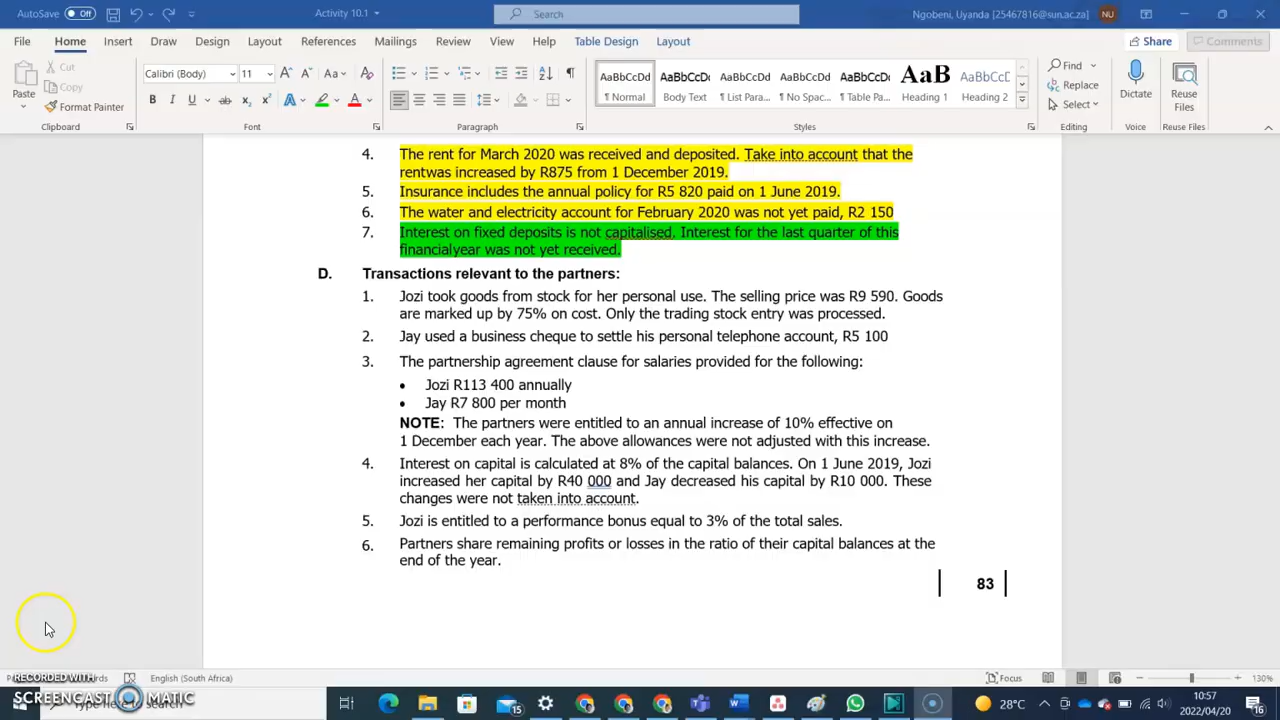 AutoSave Off Activity 10.1 Search Ngobeni, Uyanda (25467816@sun.ac.za) NU
File Home Insert Draw Design Layout References Mailings Review View Help Table Design Layout Share Comments
Paste Cut Copy Format Painter
Calibri (Body) 11
AaBbCcDd AaBbCcDc AaBbCcDd AaBbCcDd AaBbCcDd AaB AaBbCcD
¶ Normal Body Text ¶ List Para... ¶ No Spac... ¶ Table Pa... Heading 1 Heading 2
Find Replace Select Dictate Reuse Files
Clipboard Font Paragraph Styles Editing Voice Reuse Files
4. The rent for March 2020 was received and deposited. Take into account that the
rentwas increased by R875 from 1 December 2019.
5. Insurance includes the annual policy for R5 820 paid on 1 June 2019.
6. The water and electricity account for February 2020 was not yet paid, R2 150
7. Interest on fixed deposits is not capitalised. Interest for the last quarter of this
financialyear was not yet received.
D. Transactions relevant to the partners:
1. Jozi took goods from stock for her personal use. The selling price was R9 590. Goods
are marked up by 75% on cost. Only the trading stock entry was processed.
2. Jay used a business cheque to settle his personal telephone account, R5 100
3. The partnership agreement clause for salaries provided for the following:
• Jozi R113 400 annually
• Jay R7 800 per month
NOTE: The partners were entitled to an annual increase of 10% effective on
1 December each year. The above allowances were not adjusted with this increase.
4. Interest on capital is calculated at 8% of the capital balances. On 1 June 2019, Jozi
increased her capital by R40 000 and Jay decreased his capital by R10 000. These
changes were not taken into account.
5. Jozi is entitled to a performance bonus equal to 3% of the total sales.
6. Partners share remaining profits or losses in the ratio of their capital balances at the
end of the year.
83
English (South Africa) Focus 130%
RECORDED WITH
SCREENCAST MATIC
Type here to search
15 28°C 10:57
2022/04/20 16